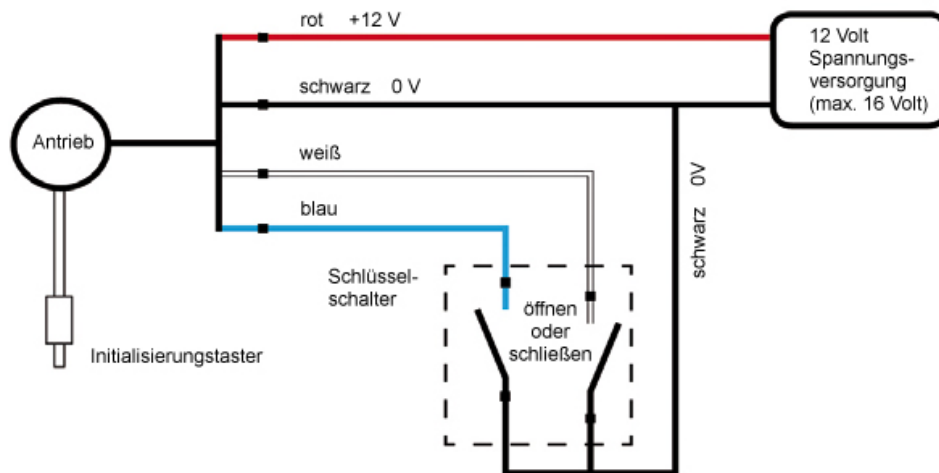 rot +12 V
12 Volt
Spannungs-
versorgung
(max. 16 Volt)
schwarz 0 V
Antrieb
weiß
blau
schwarz 0V
Schlüssel-
schalter
öffnen
oder
schließen
Initialisierungstaster